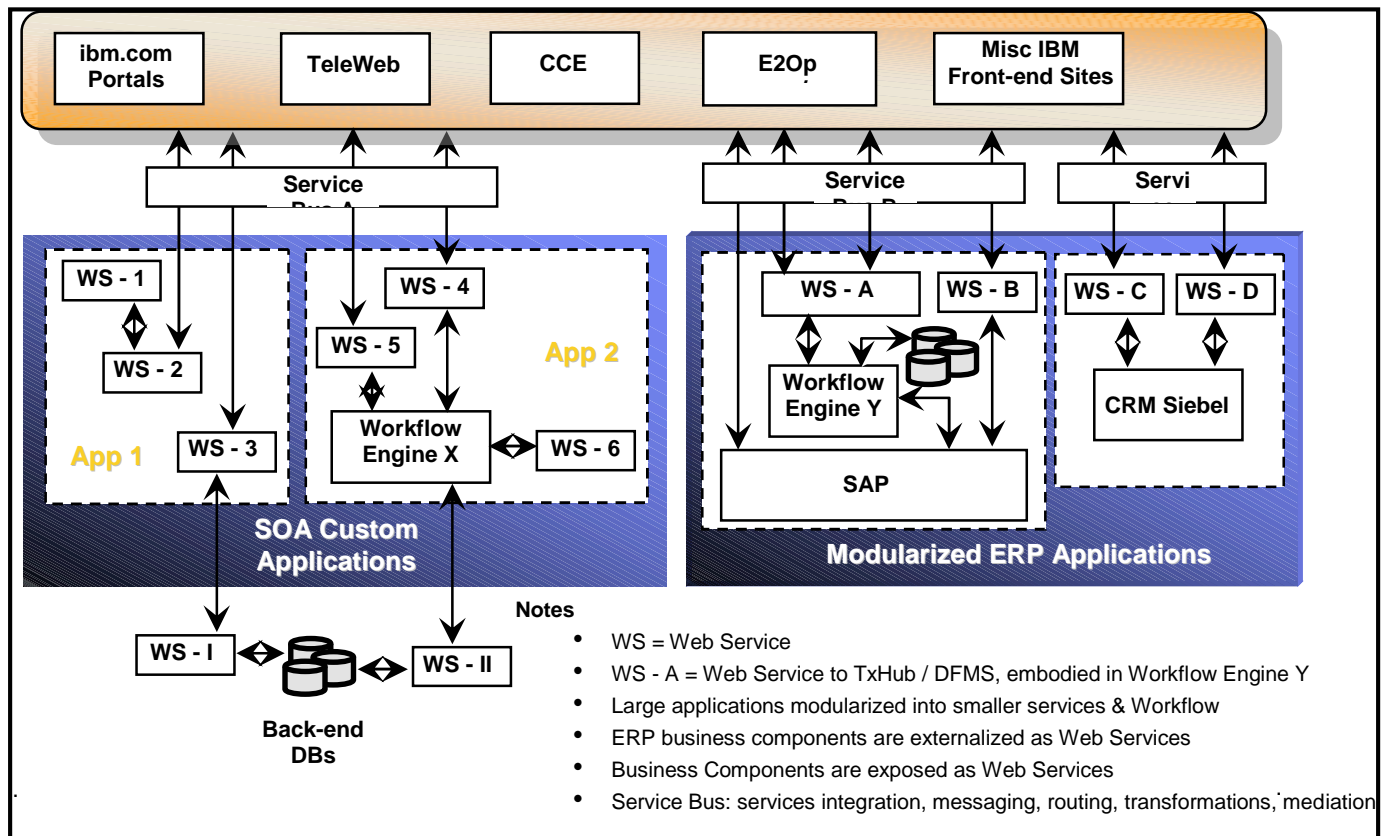 ibm.com
Portals
TeleWeb
CCE
E2Op
Misc IBM
Front-end Sites
Service
Service
Servi
WS - 1
WS - 2
WS - 3
App 1
WS - 4
WS - 5
App 2
Workflow
Engine X
WS - 6
SOA Custom
Applications
WS - A
WS - B
Workflow
Engine Y
SAP
WS - C
WS - D
CRM Siebel
Modularized ERP Applications
WS - I
WS - II
Back-end
DBs
Notes
• WS = Web Service
• WS - A = Web Service to TxHub / DFMS, embodied in Workflow Engine Y
• Large applications modularized into smaller services & Workflow
• ERP business components are externalized as Web Services
• Business Components are exposed as Web Services
• Service Bus: services integration, messaging, routing, transformations, mediation